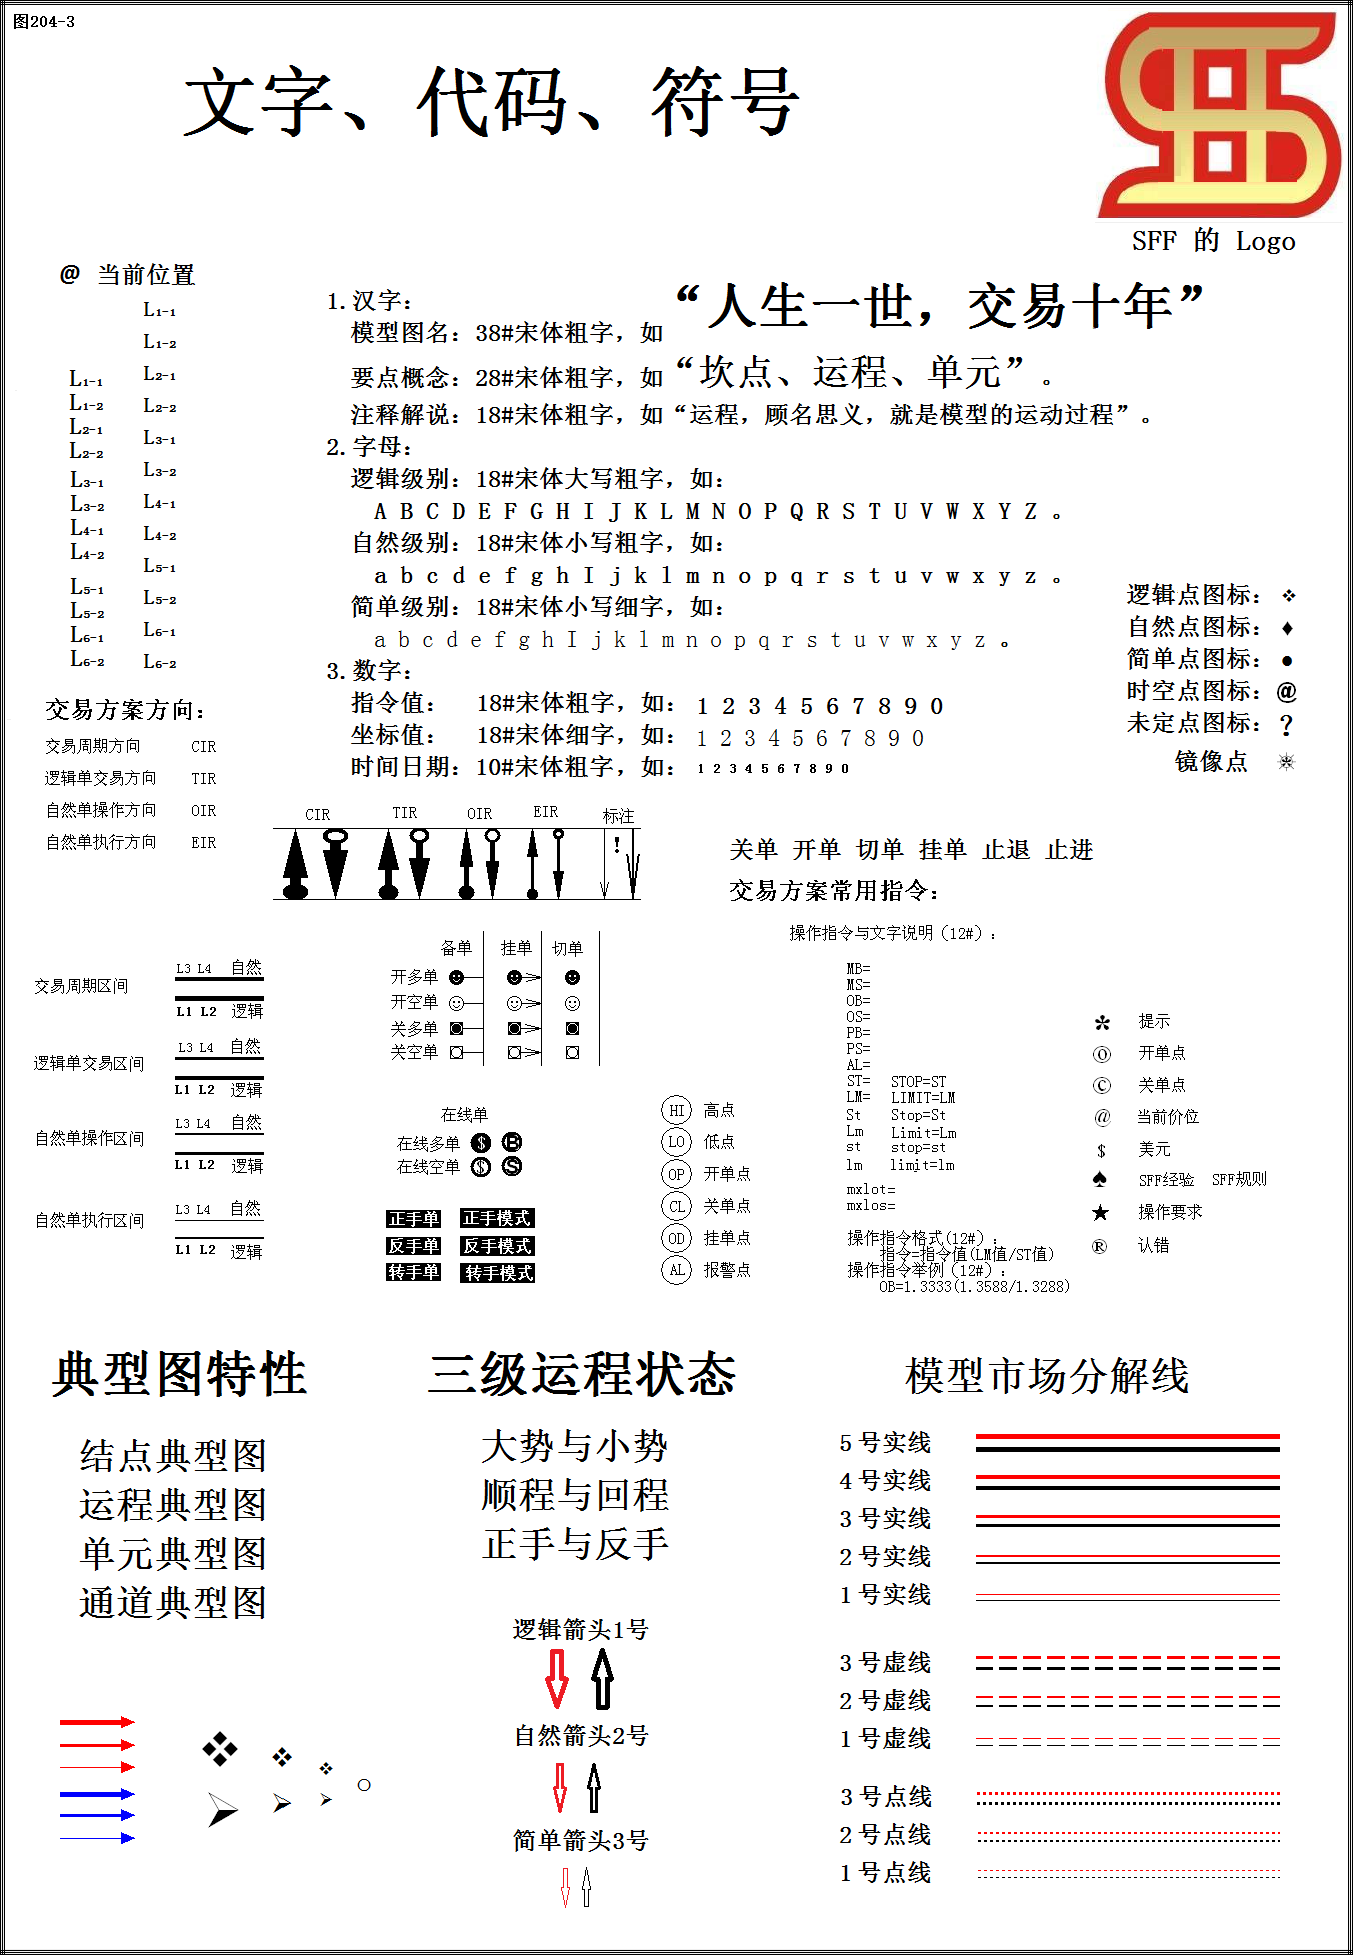 图204-3
文字、代码、符号
SFF 的 Logo
@ 当前位置
L1-1
L1-2
L2-1
L2-2
L3-1
L3-2
L4-1
L4-2
L5-1
L5-2
L6-1
L6-2
L1-1
L1-2
L2-1
L2-2
L3-1
L3-2
L4-1
L4-2
L5-1
L5-2
L6-1
L6-2
1.汉字：
模型图名：38#宋体粗字，如“人生一世，交易十年”
要点概念：28#宋体粗字，如“坎点、运程、单元”。
注释解说：18#宋体粗字，如“运程，顾名思义，就是模型的运动过程”。
2.字母：
逻辑级别：18#宋体大写粗字，如：
A B C D E F G H I J K L M N O P Q R S T U V W X Y Z 。
自然级别：18#宋体小写粗字，如：
a b c d e f g h I j k l m n o p q r s t u v w x y z 。
简单级别：18#宋体小写细字，如：
a b c d e f g h I j k l m n o p q r s t u v w x y z 。
3.数字：
指令值： 18#宋体粗字，如： 1 2 3 4 5 6 7 8 9 0
坐标值： 18#宋体细字，如： 1 2 3 4 5 6 7 8 9 0
时间日期：10#宋体粗字，如： 1 2 3 4 5 6 7 8 9 0
逻辑点图标：❖
自然点图标：♦
简单点图标：●
时空点图标：@
未定点图标：?
镜像点
交易方案方向：
交易周期方向 CIR
逻辑单交易方向 TIR
自然单操作方向 OIR
自然单执行方向 EIR
CIR TIR OIR EIR 标注
!
关单 开单 切单 挂单 止退 止进
交易方案常用指令：
操作指令与文字说明（12#）：
MB=
MS=
OB=
OS=
PB=
PS=
AL=
ST= STOP=ST
LM= LIMIT=LM
St Stop=St
Lm Limit=Lm
st stop=st
lm limit=lm
mxlot=
mxlos=
操作指令格式(12#)：
指令=指令值(LM值/ST值)
操作指令举例（12#）：
OB=1.3333(1.3588/1.3288)
交易周期区间
L3 L4 自然
L1 L2 逻辑
逻辑单交易区间
L3 L4 自然
L1 L2 逻辑
自然单操作区间
L3 L4 自然
L1 L2 逻辑
自然单执行区间
L3 L4 自然
L1 L2 逻辑
备单 挂单 切单
开多单
开空单
关多单
关空单
在线单
在线多单 $ B
在线空单 $ S
正手单 正手模式
反手单 反手模式
转手单 转手模式
HI 高点
LO 低点
OP 开单点
CL 关单点
OD 挂单点
AL 报警点
* 提示
Ⓞ 开单点
© 关单点
@ 当前价位
$ 美元
♠ SFF经验 SFF规则
★ 操作要求
® 认错
典型图特性
结点典型图
运程典型图
单元典型图
通道典型图
三级运程状态
大势与小势
顺程与回程
正手与反手
逻辑箭头1号
自然箭头2号
简单箭头3号
模型市场分解线
5号实线
4号实线
3号实线
2号实线
1号实线
3号虚线
2号虚线
1号虚线
3号点线
2号点线
1号点线